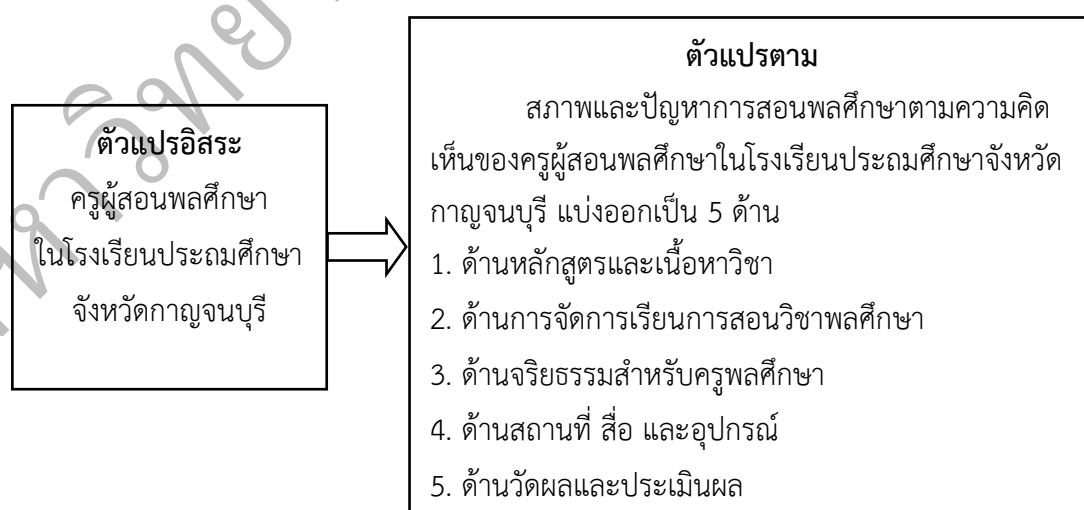 ตัวแปรอิสระ
ครูผู้สอนพลศึกษา
ในโรงเรียนประถมศึกษา
จังหวัดกาญจนบุรี
ตัวแปรตาม
สภาพและปัญหาการสอนพลศึกษาตามความคิด
เห็นของครูผู้สอนพลศึกษาในโรงเรียนประถมศึกษาจังหวัด
กาญจนบุรี แบ่งออกเป็น 5 ด้าน
1. ด้านหลักสูตรและเนื้อหาวิชา
2. ด้านการจัดการเรียนการสอนวิชาพลศึกษา
3. ด้านจริยธรรมสำหรับครูพลศึกษา
4. ด้านสถานที่ สื่อ และอุปกรณ์
5. ด้านวัดผลและประเมินผล